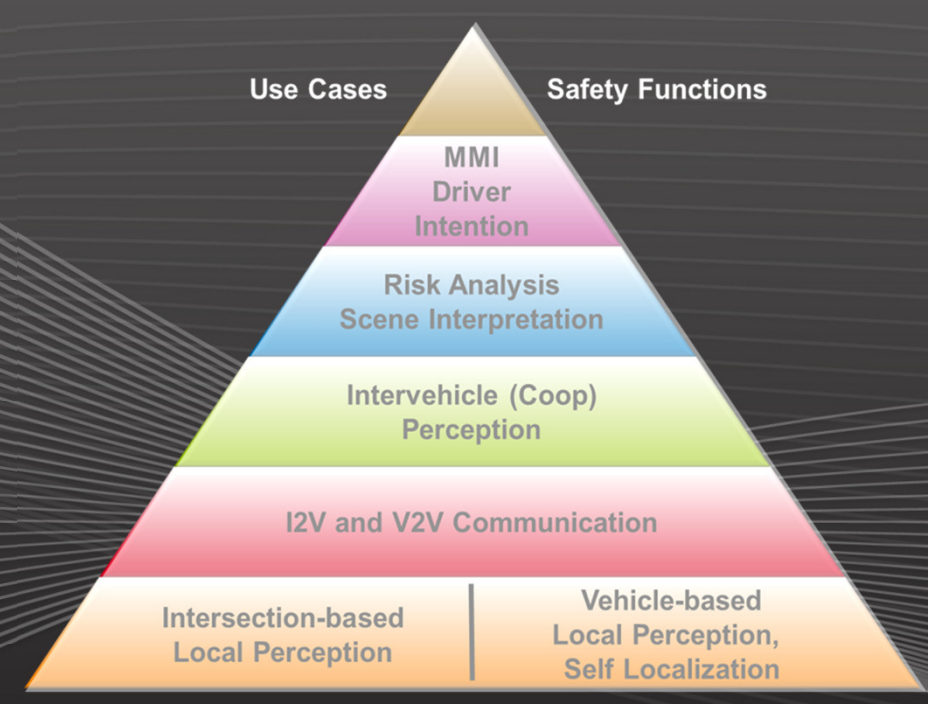 Use Cases
Safety Functions
MMI
Driver
Intention
Risk Analysis
Scene Interpretation
Intervehicle (Coop)
Perception
I2V and V2V Communication
Intersection-based
Local Perception
Vehicle-based
Local Perception,
Self Localization